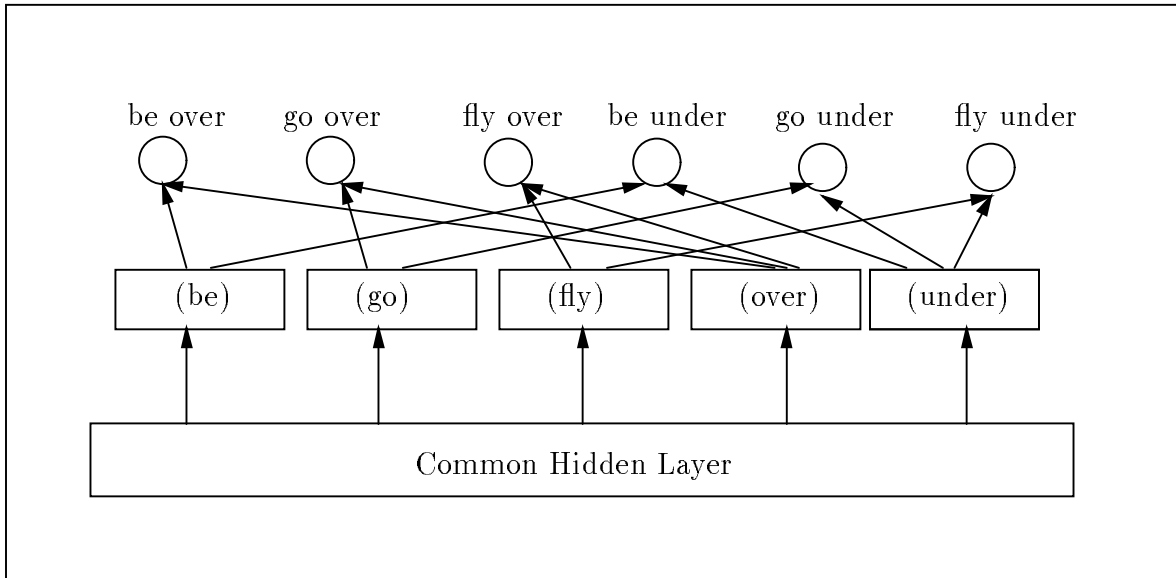 be over go over fly over be under go under fly under
(be) (go) (fly) (over) (under)
Common Hidden Layer